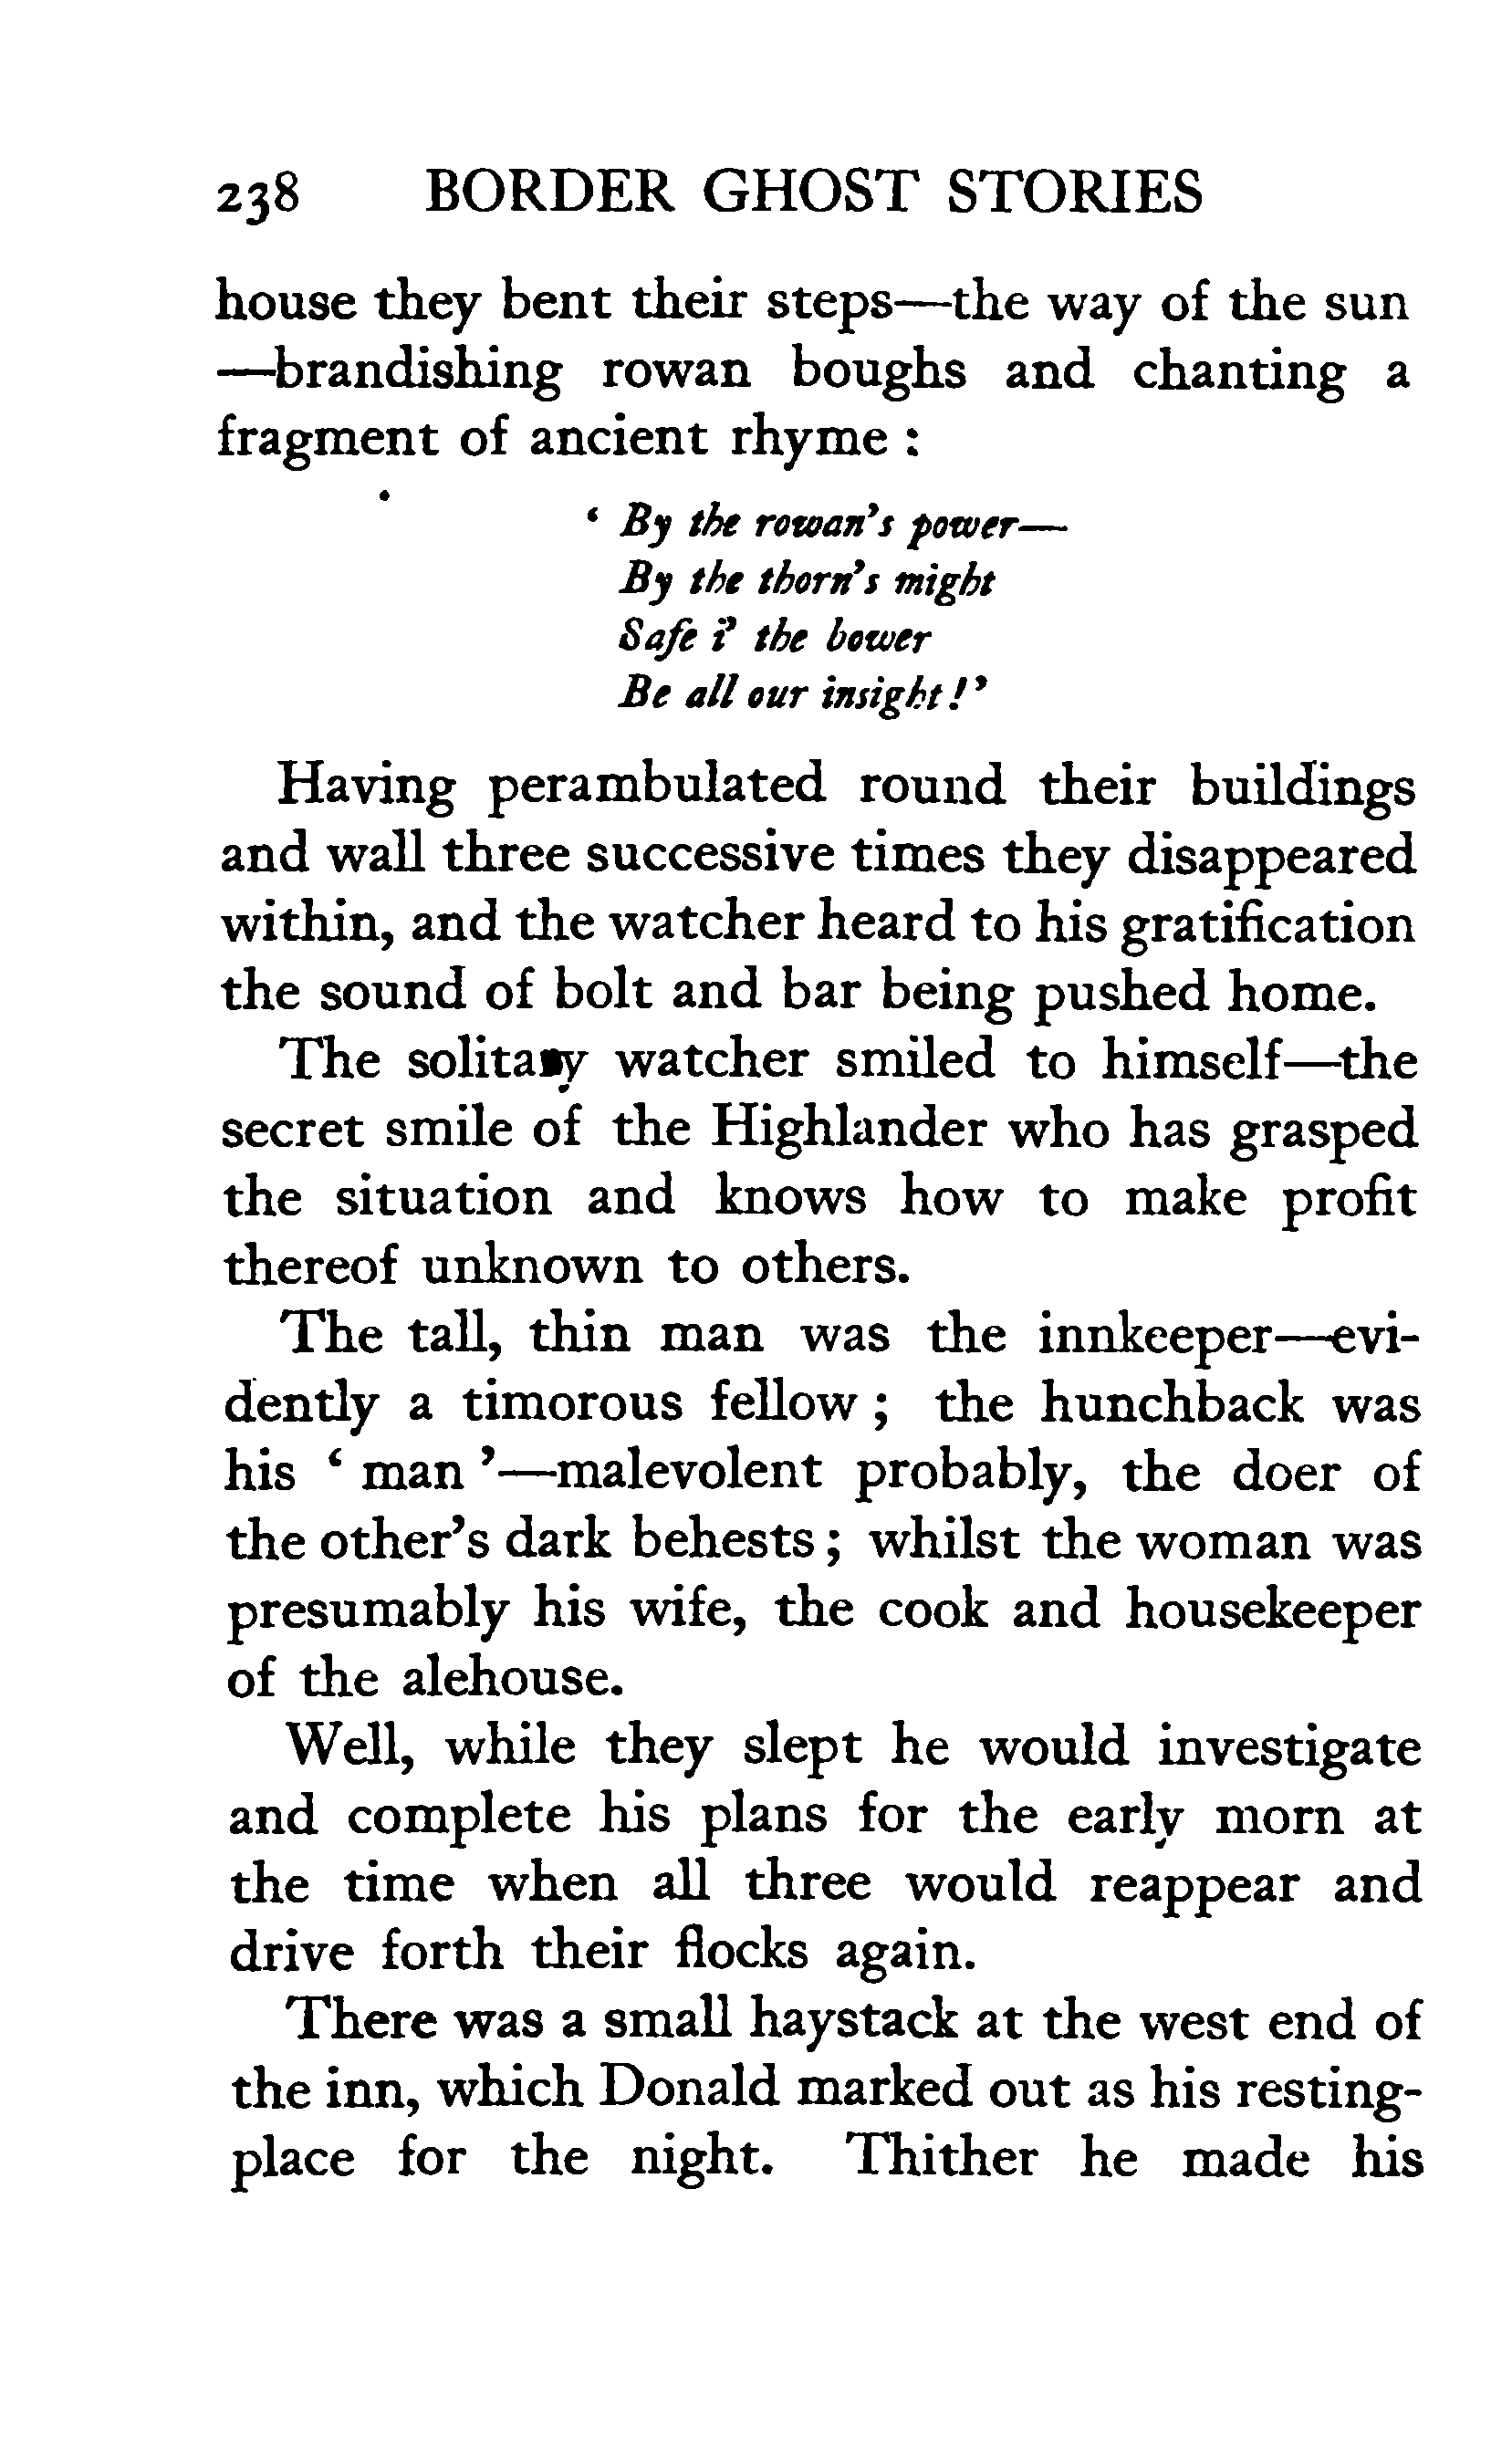 238 BORDER GHOST STORIES
house they bent their steps—the way of the sun
—brandishing rowan boughs and chanting a
fragment of ancient rhyme :
‘ By the rowan’s power—
By the thorn’s might
Safe i’ the bower
Be all our insight ! ’
Having perambulated round their buildings
and wall three successive times they disappeared
within, and the watcher heard to his gratification
the sound of bolt and bar being pushed home.
The solitary watcher smiled to himself—the
secret smile of the Highlander who has grasped
the situation and knows how to make profit
thereof unknown to others.
The tall, thin man was the innkeeper—evi-
dently a timorous fellow ; the hunchback was
his ‘ man ’—malevolent probably, the doer of
the other’s dark behests ; whilst the woman was
presumably his wife, the cook and housekeeper
of the alehouse.
Well, while they slept he would investigate
and complete his plans for the early morn at
the time when all three would reappear and
drive forth their flocks again.
There was a small haystack at the west end of
the inn, which Donald marked out as his resting-
place for the night. Thither he made his